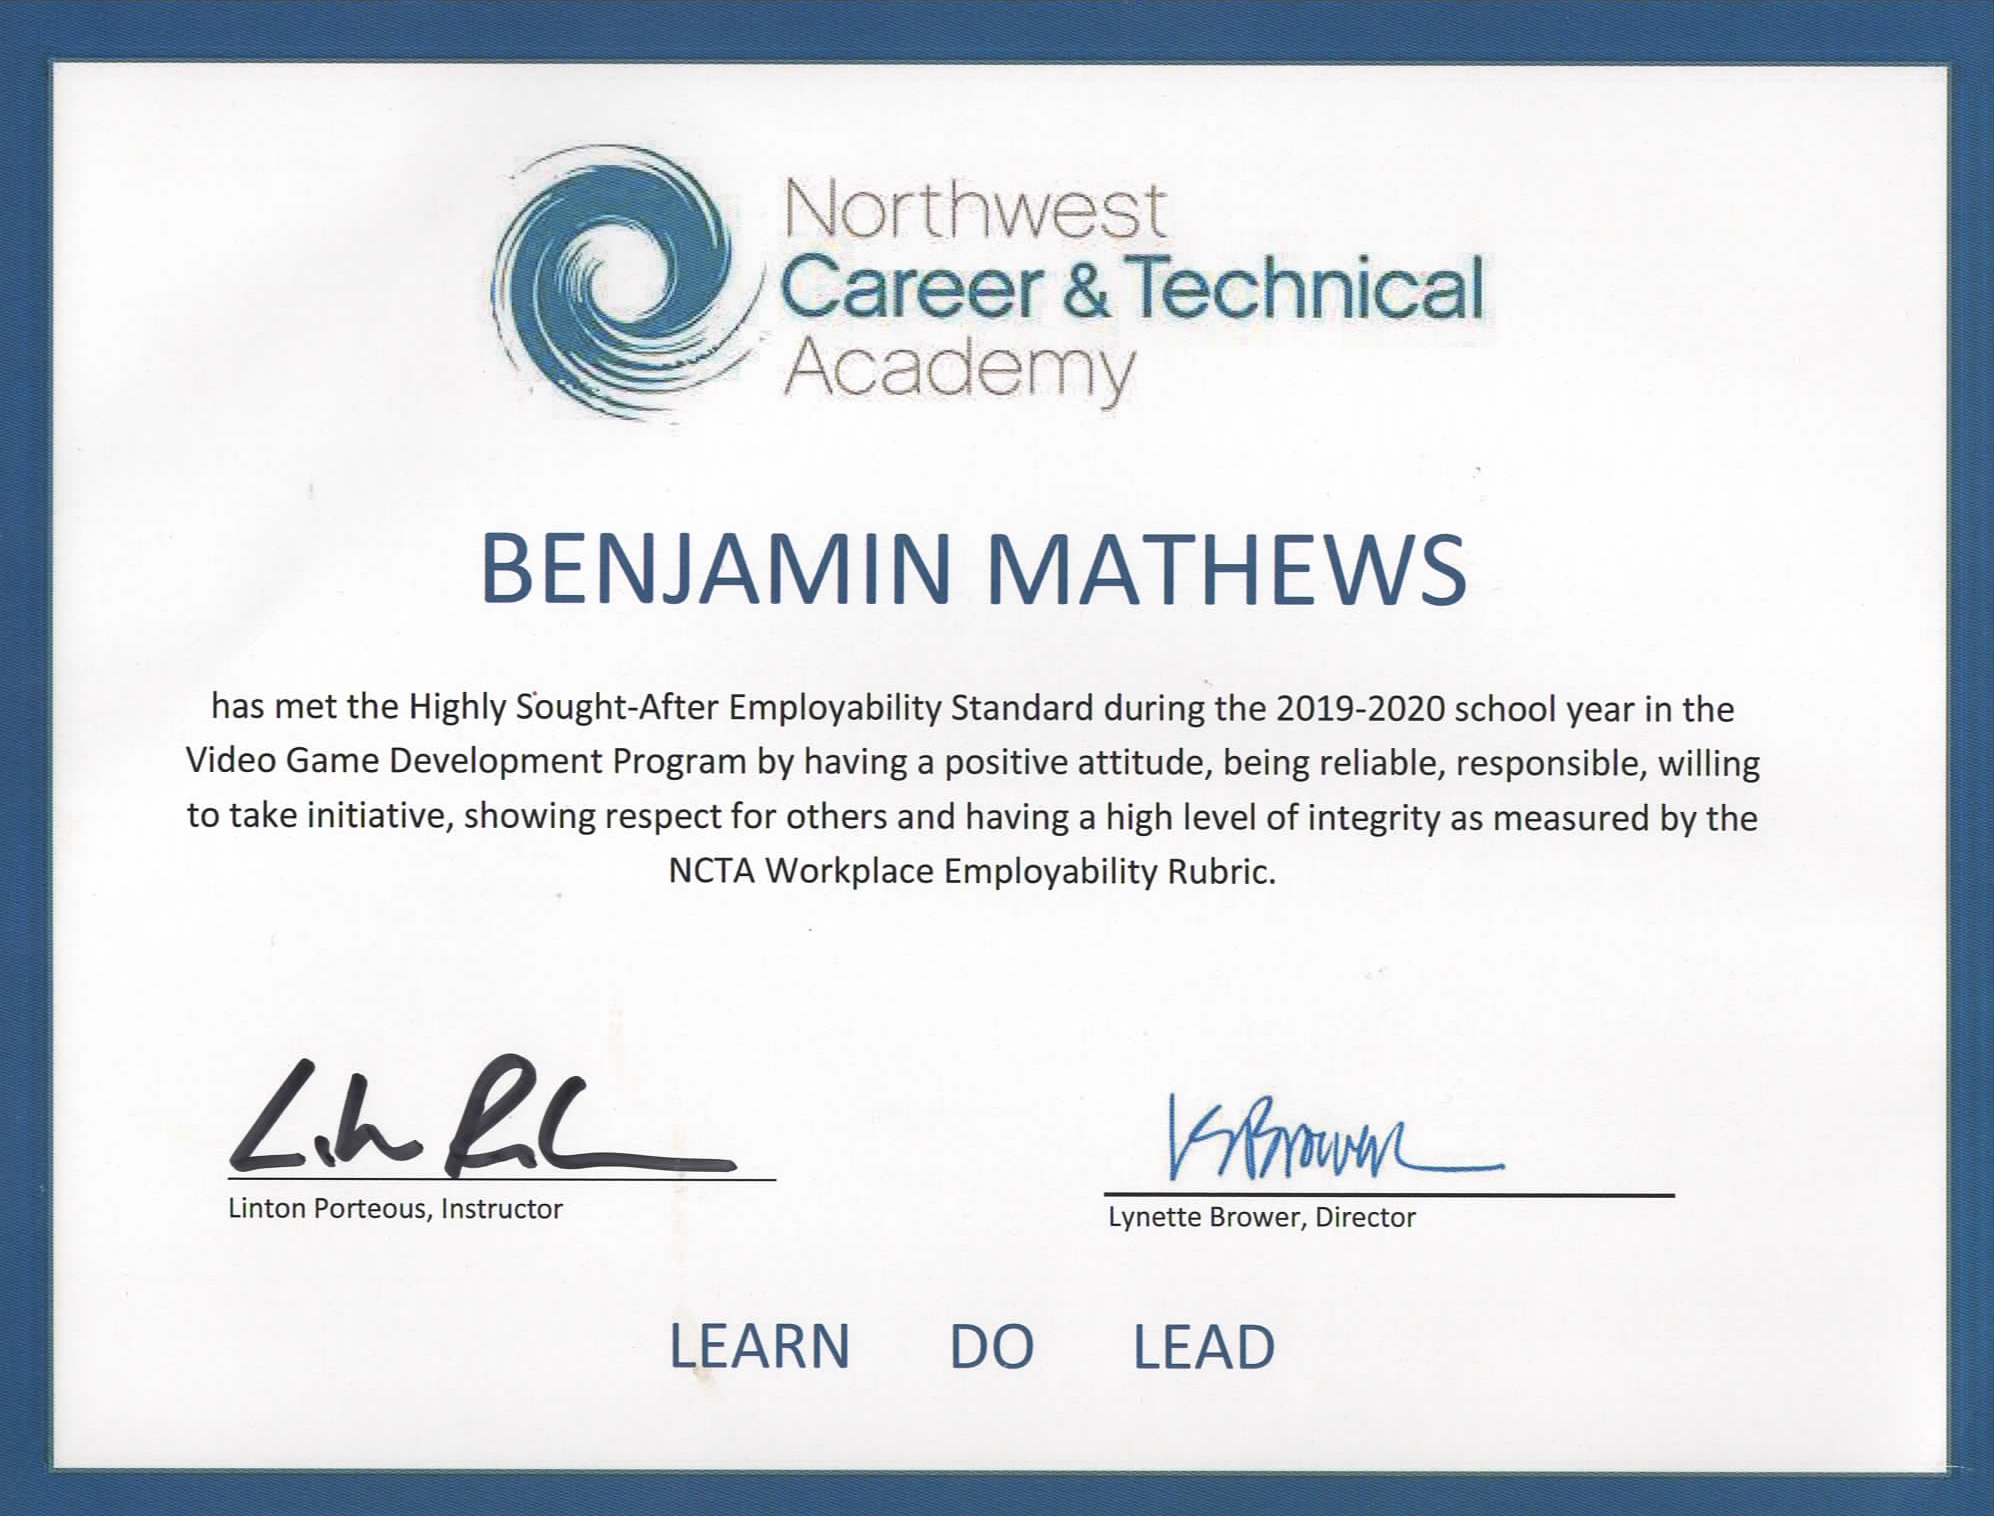 Northwest
Career & Technical
Academy
BENJAMIN MATHEWS
has met the Highly Sought-After Employability Standard during the 2019-2020 school year in the
Video Game Development Program by having a positive attitude, being reliable, responsible, willing
to take initiative, showing respect for others and having a high level of integrity as measured by the
NCTA Workplace Employability Rubric.
Linton Porteous, Instructor
Brower
Lynette Brower, Director
LEARN DO LEAD